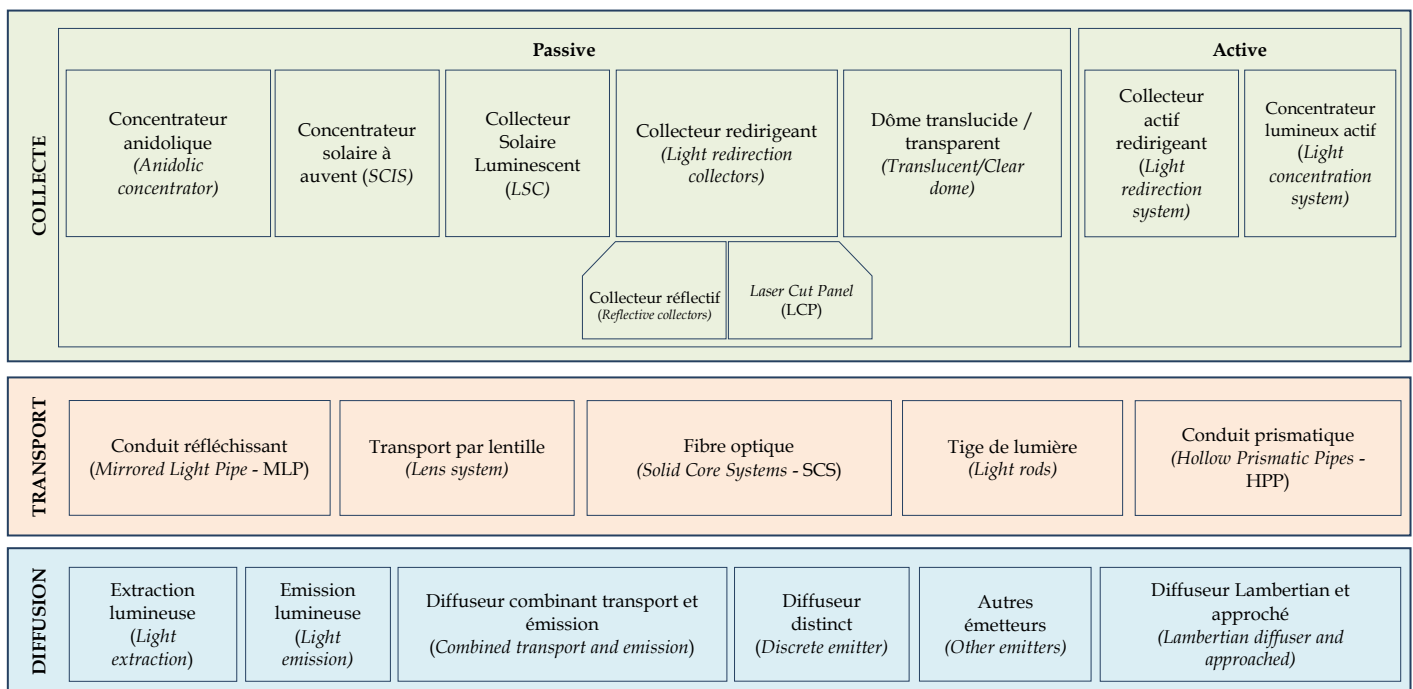 COLLECTE
Passive
Concentrateur
anidolique
(Anidolic
concentrator)
Concentrateur
solaire à
auvent (SCIS)
Collecteur
Solaire
Luminescent
(LSC)
Collecteur redirigeant
(Light redirection
collectors)
Dôme translucide /
transparent
(Translucent/Clear
dome)
Collecteur réflectif
(Reflective collectors)
Laser Cut Panel
(LCP)
Active
Collecteur
actif
redirigeant
(Light
redirection
system)
Concentrateur
lumineux actif
(Light
concentration
system)
TRANSPORT
Conduit réfléchissant
(Mirrored Light Pipe - MLP)
Transport par lentille
(Lens system)
Fibre optique
(Solid Core Systems - SCS)
Tige de lumière
(Light rods)
Conduit prismatique
(Hollow Prismatic Pipes -
HPP)
DIFFUSION
Extraction
lumineuse
(Light
extraction)
Emission
lumineuse
(Light
emission)
Diffuseur combinant transport et
émission
(Combined transport and emission)
Diffuseur
distinct
(Discrete emitter)
Autres
émetteurs
(Other emitters)
Diffuseur Lambertian et
approché
(Lambertian diffuser and
approached)